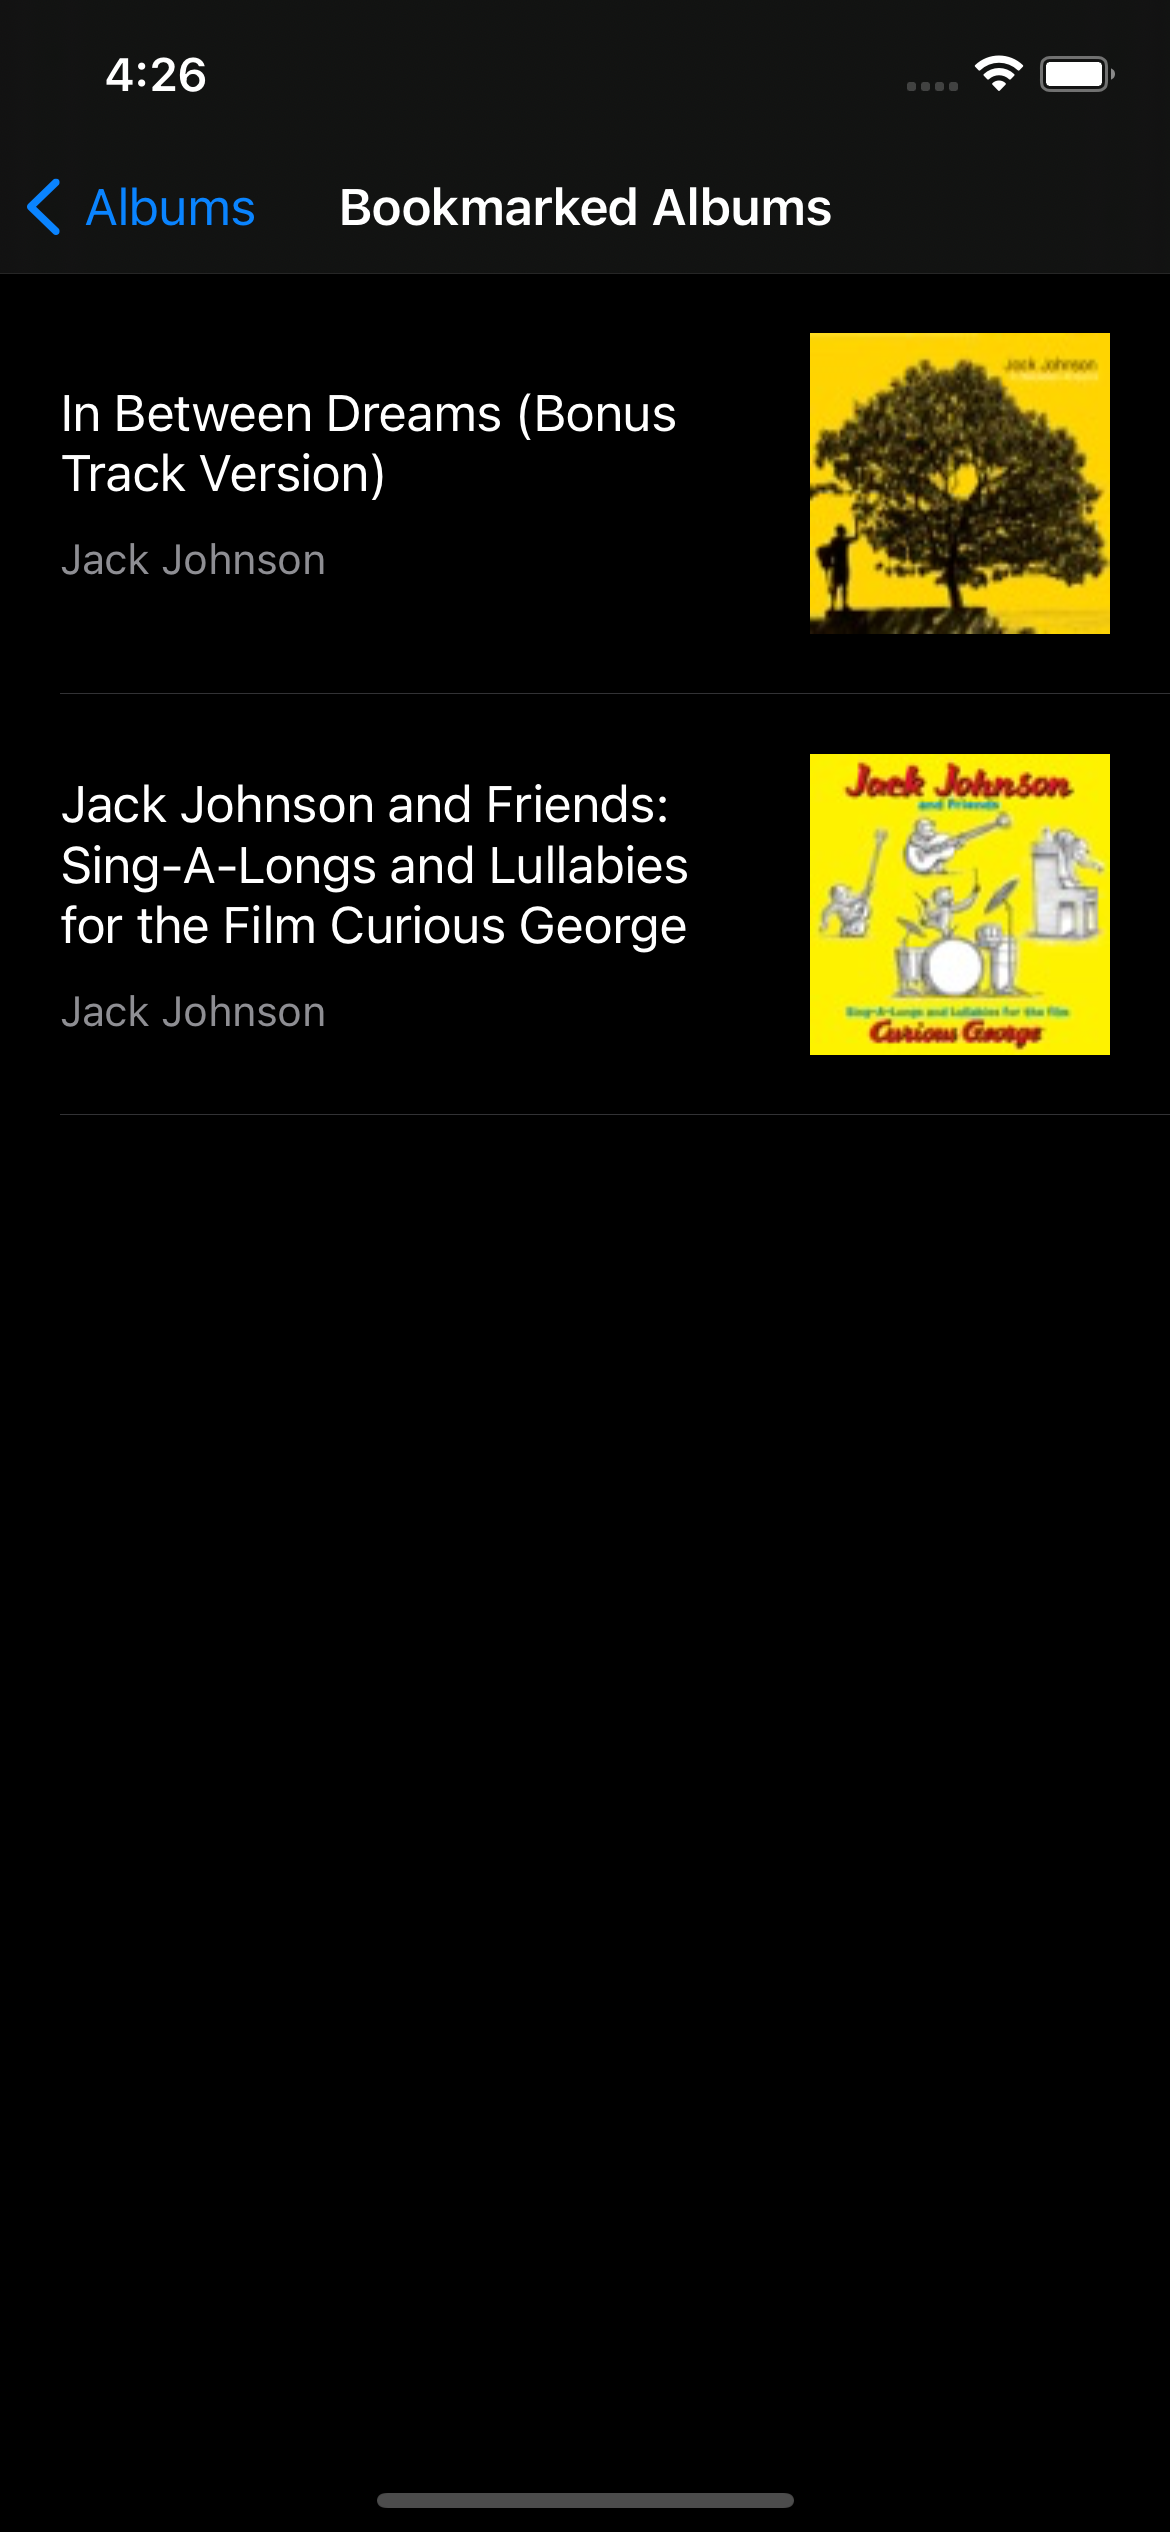 4:26
Albums
Bookmarked Albums
In Between Dreams (Bonus
Track Version)
Jack Johnson
Jack Johnson
Jack Johnson and Friends:
Sing-A-Longs and Lullabies
for the Film Curious George
Jack Johnson
Jack Johnson
and Friends
Sing-A-Longs and Lullabies for the film
Curious George